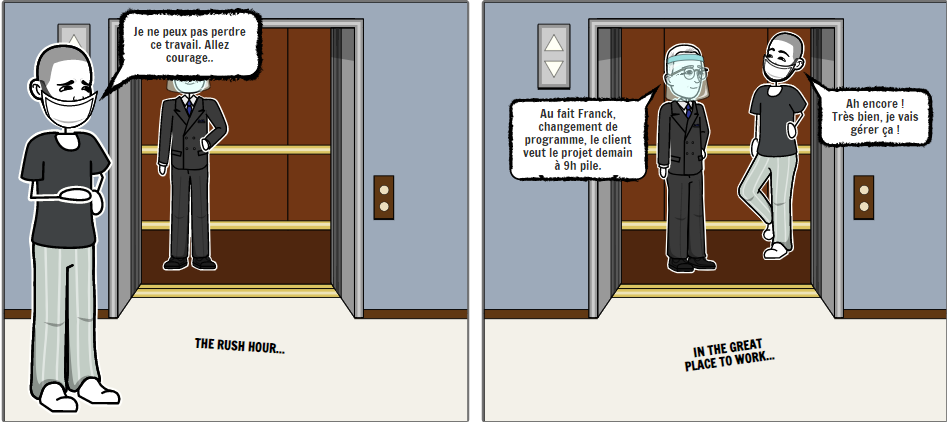 Je ne peux pas perdre
ce travail. Allez
courage..
THE RUSH HOUR...
Au fait Franck,
changement de
programme, le client
veut le projet demain
à 9h pile.
Ah encore !
Très bien, je vais
gérer ça !
IN THE GREAT
PLACE TO WORK...